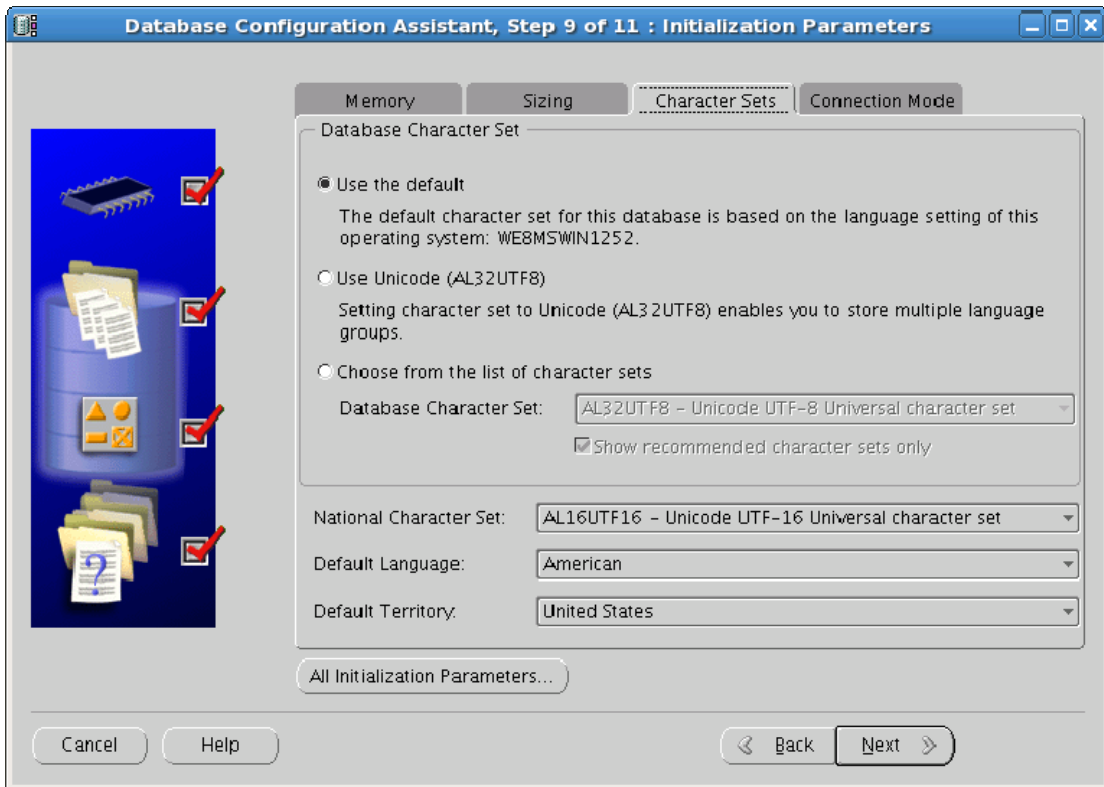 Database Configuration Assistant, Step 9 of 11 : Initialization Parameters
Memory
Sizing
Character Sets
Connection Mode
Database Character Set
Use the default
The default character set for this database is based on the language setting of this
operating system: WE8MSWIN1252.
Use Unicode (AL32UTF8)
Setting character set to Unicode (AL32UTF8) enables you to store multiple language
groups.
Choose from the list of character sets
Database Character Set: AL32UTF8 - Unicode UTF-8 Universal character set
Show recommended character sets only
National Character Set: AL16UTF16 - Unicode UTF-16 Universal character set
Default Language: American
Default Territory: United States
All Initialization Parameters...
Cancel
Help
Back
Next